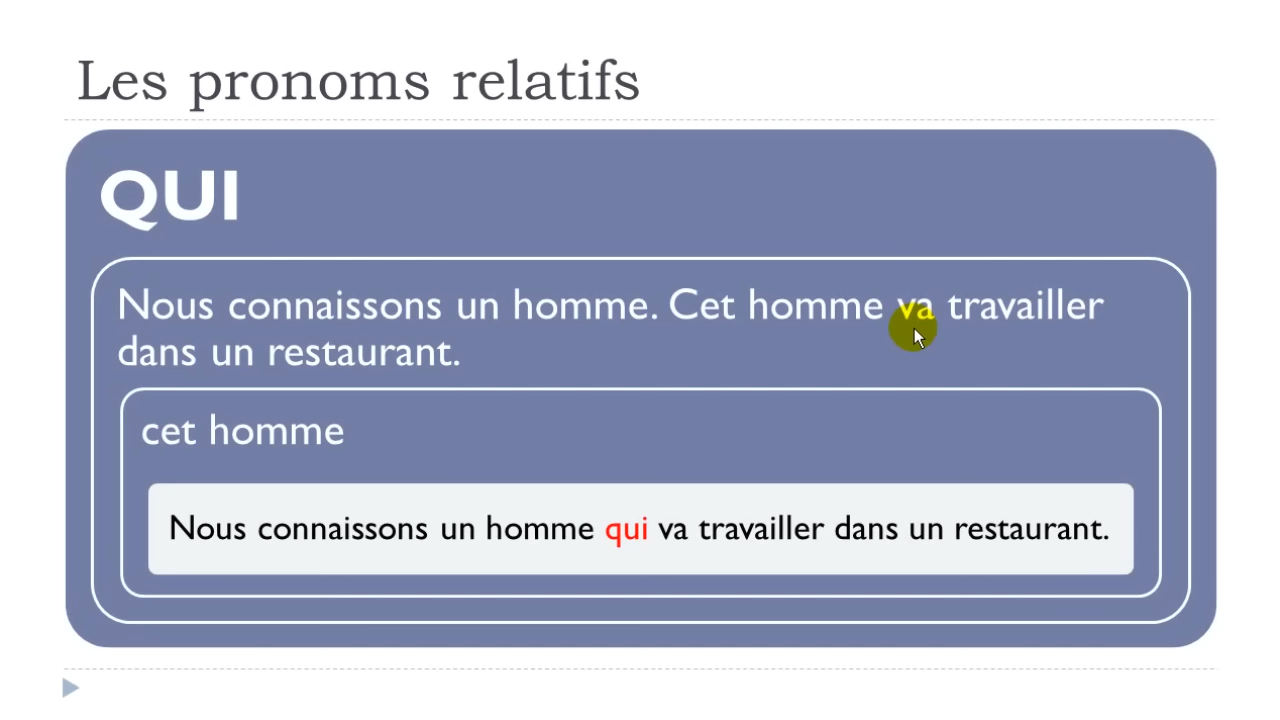 Les pronoms relatifs
QUI
Nous connaissons un homme. Cet homme va travailler
dans un restaurant.
cet homme
Nous connaissons un homme qui va travailler dans un restaurant.